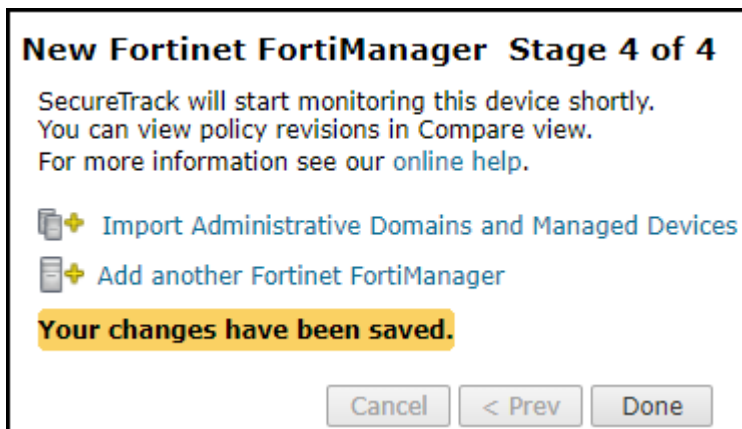 New Fortinet FortiManager Stage 4 of 4
SecureTrack will start monitoring this device shortly.
You can view policy revisions in Compare view.
For more information see our online help.
Import Administrative Domains and Managed Devices
Add another Fortinet FortiManager
Your changes have been saved.
Cancel < Prev Done